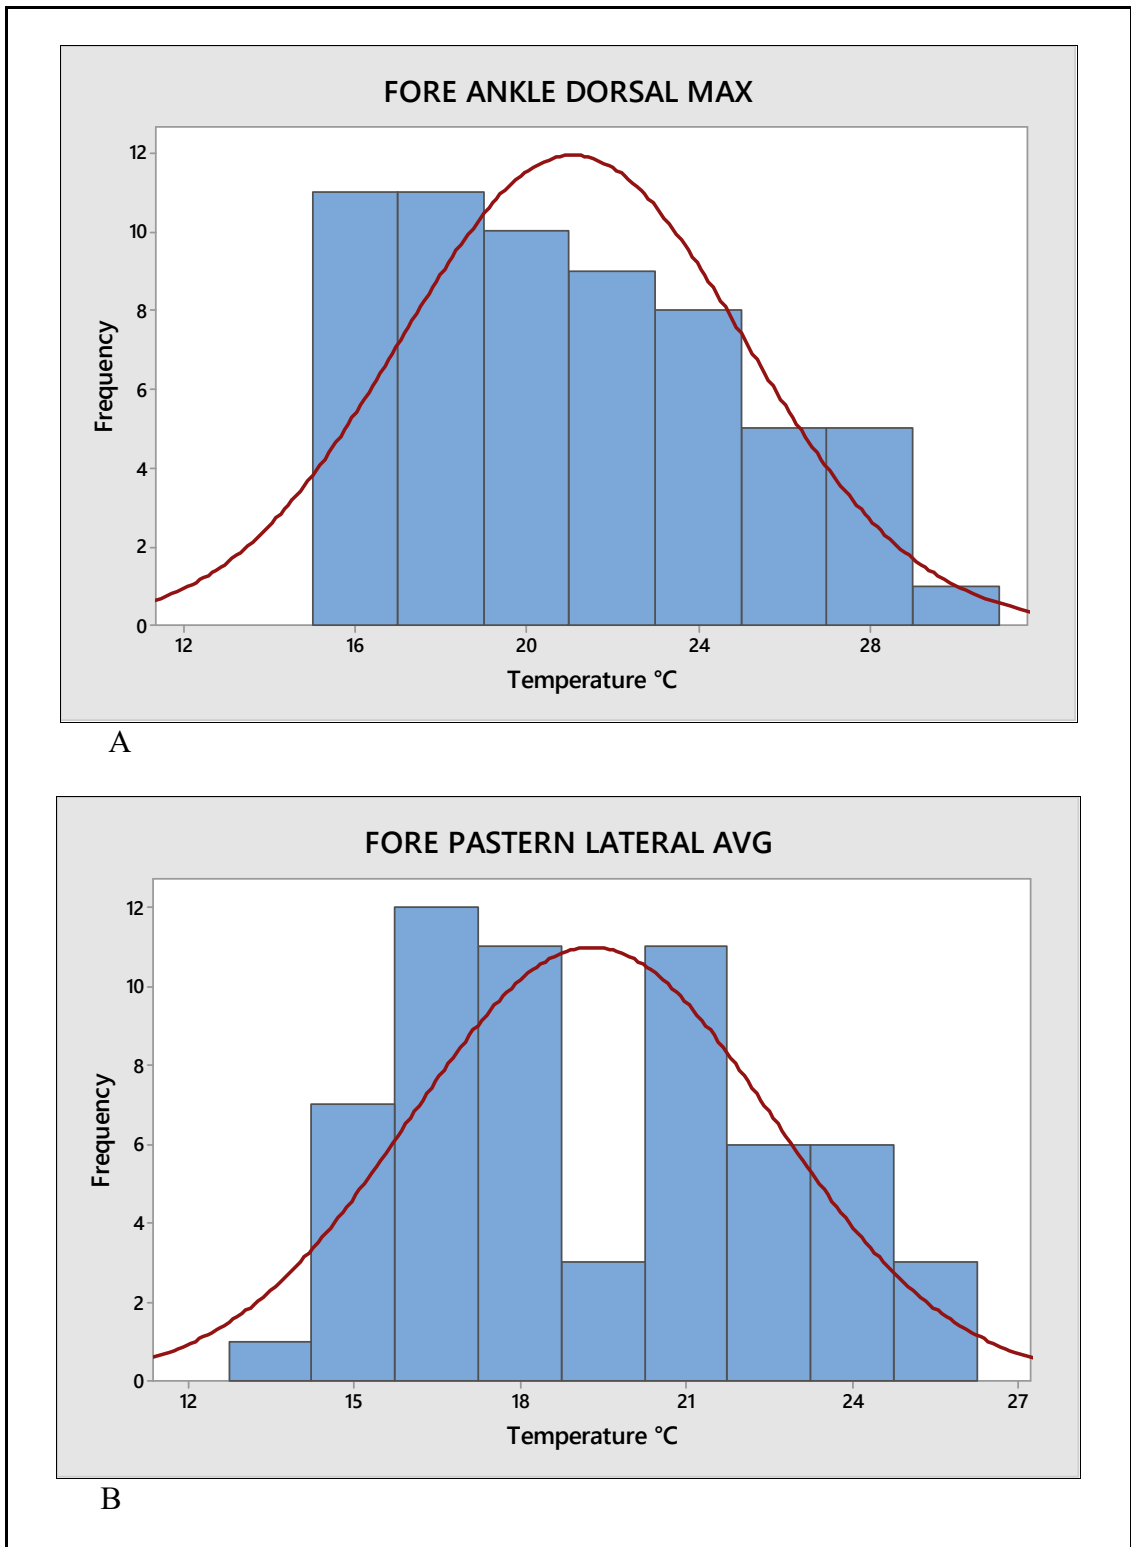 FORE ANKLE DORSAL MAX
12
10
8
6
4
2
0
Frequency
12 16 20 24 28
Temperature °C
A
FORE PASTERN LATERAL AVG
12
10
8
6
4
2
0
Frequency
12 15 18 21 24 27
Temperature °C
B